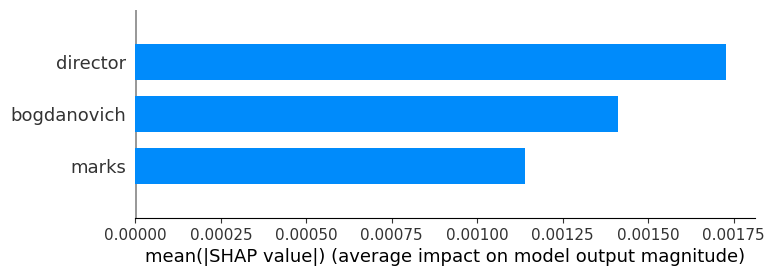 director
bogdanovich
marks
0.00000 0.00025 0.00050 0.00075 0.00100 0.00125 0.00150 0.00175
mean(|SHAP value|) (average impact on model output magnitude)